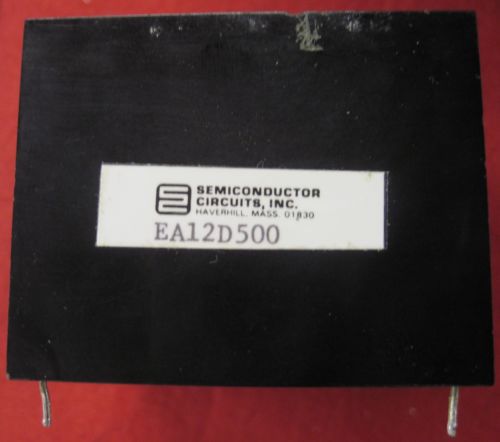 SEMICONDUCTOR
CIRCUITS, INC.
HAVERHILL, MASS. 01830
EA12D500